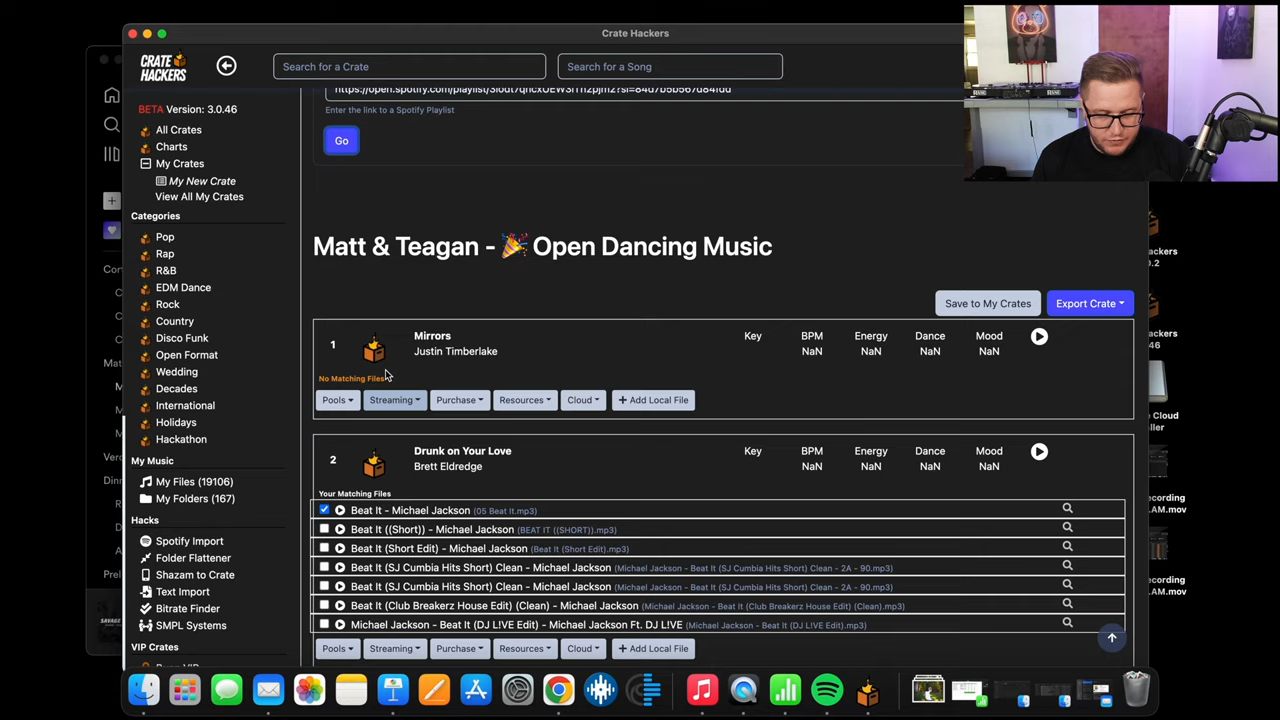 Crate Hackers
CRATE HACKERS
Search for a Crate
Search for a Song
BETA Version: 3.0.46
All Crates
Charts
My Crates
My New Crate
View All My Crates
Categories
Pop
Rap
R&B
EDM Dance
Rock
Country
Disco Funk
Open Format
Wedding
Decades
International
Holidays
Hackathon
My Music
My Files (19106)
My Folders (167)
Hacks
Spotify Import
Folder Flattener
Shazam to Crate
Text Import
Bitrate Finder
SMPL Systems
VIP Crates
Enter the link to a Spotify Playlist
Go
Matt & Teagan - 🎉 Open Dancing Music
Save to My Crates
Export Crate
1
Mirrors
Justin Timberlake
Key
BPM
NaN
Energy
NaN
Dance
NaN
Mood
NaN
No Matching Files
Pools
Streaming
Purchase
Resources
Cloud
+ Add Local File
2
Drunk on Your Love
Brett Eldredge
Key
BPM
NaN
Energy
NaN
Dance
NaN
Mood
NaN
Your Matching Files
Beat It - Michael Jackson (05 Beat It.mp3)
Beat It ((Short)) - Michael Jackson (BEAT IT ((SHORT)).mp3)
Beat It (Short Edit) - Michael Jackson (Beat It (Short Edit).mp3)
Beat It (SJ Cumbia Hits Short) Clean - Michael Jackson (Michael Jackson - Beat It (SJ Cumbia Hits Short) Clean - 2A - 90.mp3)
Beat It (SJ Cumbia Hits Short) Clean - Michael Jackson (Michael Jackson - Beat It (SJ Cumbia Hits Short) Clean - 2A - 90.mp3)
Beat It (Club Breakerz House Edit) (Clean) - Michael Jackson (Michael Jackson - Beat It (Club Breakerz House Edit) (Clean).mp3)
Michael Jackson - Beat It (DJ L!VE Edit) - Michael Jackson Ft. DJ L!VE (Michael Jackson - Beat It (DJ L!VE Edit).mp3)
Pools
Streaming
Purchase
Resources
Cloud
+ Add Local File